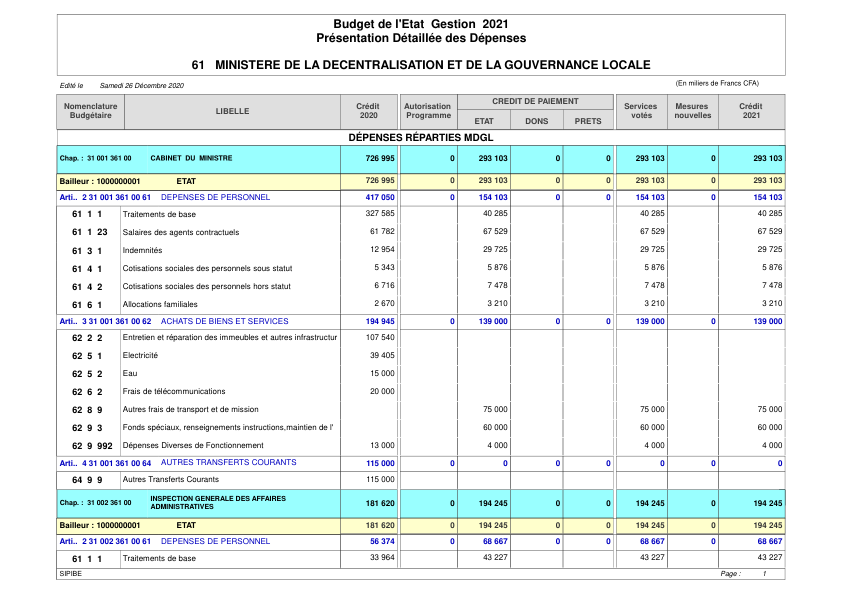 Budget de l'Etat Gestion 2021
Présentation Détaillée des Dépenses
61 MINISTERE DE LA DECENTRALISATION ET DE LA GOUVERNANCE LOCALE
Edité le Samedi 26 Décembre 2020 (En miliers de Francs CFA)
Nomenclature Budgétaire LIBELLE Crédit 2020 Autorisation Programme CREDIT DE PAIEMENT ETAT DONS PRETS Services votés Mesures nouvelles Crédit 2021
DÉPENSES RÉPARTIES MDGL
Chap. : 31 001 361 00 CABINET DU MINISTRE 726 995 0 293 103 0 0 293 103 0 293 103
Bailleur : 1000000001 ETAT 726 995 0 293 103 0 0 293 103 0 293 103
Arti.. 2 31 001 361 00 61 DEPENSES DE PERSONNEL 417 050 0 154 103 0 0 154 103 0 154 103
61 1 1 Traitements de base 327 585 40 285 40 285 40 285
61 1 23 Salaires des agents contractuels 61 782 67 529 67 529 67 529
61 3 1 Indemnités 12 954 29 725 29 725 29 725
61 4 1 Cotisations sociales des personnels sous statut 5 343 5 876 5 876 5 876
61 4 2 Cotisations sociales des personnels hors statut 6 716 7 478 7 478 7 478
61 6 1 Allocations familiales 2 670 3 210 3 210 3 210
Arti.. 3 31 001 361 00 62 ACHATS DE BIENS ET SERVICES 194 945 0 139 000 0 0 139 000 0 139 000
62 2 2 Entretien et réparation des immeubles et autres infrastructur 107 540
62 5 1 Electricité 39 405
62 5 2 Eau 15 000
62 6 2 Frais de télécommunications 20 000
62 8 9 Autres frais de transport et de mission 75 000 75 000 75 000
62 9 3 Fonds spéciaux, renseignements instructions,maintien de l' 60 000 60 000 60 000
62 9 992 Dépenses Diverses de Fonctionnement 13 000 4 000 4 000 4 000
Arti.. 4 31 001 361 00 64 AUTRES TRANSFERTS COURANTS 115 000 0 0 0 0 0 0 0
64 9 9 Autres Transferts Courants 115 000
Chap. : 31 002 361 00 INSPECTION GENERALE DES AFFAIRES ADMINISTRATIVES 181 620 0 194 245 0 0 194 245 0 194 245
Bailleur : 1000000001 ETAT 181 620 0 194 245 0 0 194 245 0 194 245
Arti.. 2 31 002 361 00 61 DEPENSES DE PERSONNEL 56 374 0 68 667 0 0 68 667 0 68 667
61 1 1 Traitements de base 33 964 43 227 43 227 43 227
SIPIBE Page : 1